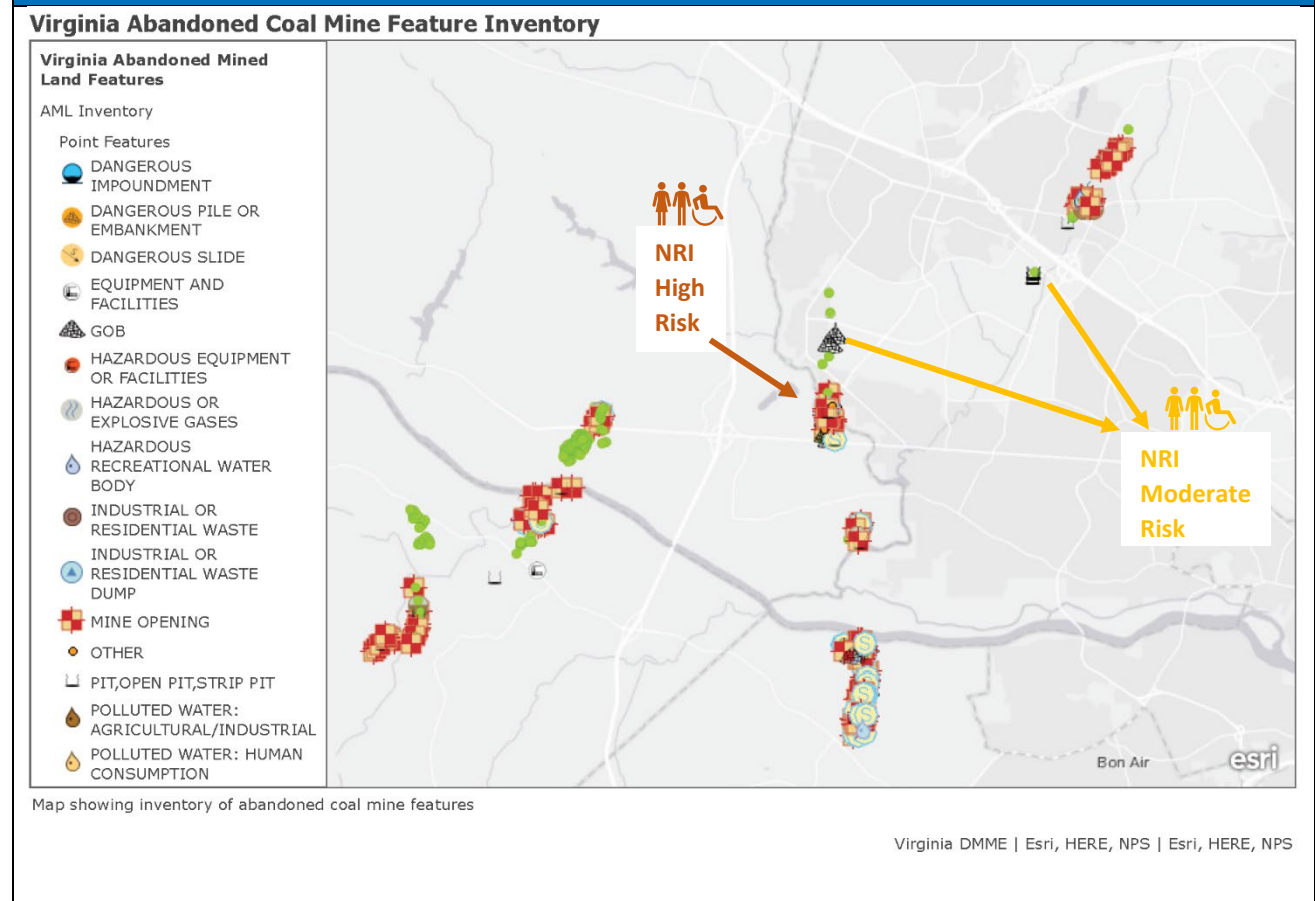 Virginia Abandoned Coal Mine Feature Inventory
Virginia Abandoned Mined
Land Features
AML Inventory
Point Features
DANGEROUS
IMPOUNDMENT
DANGEROUS PILE OR
EMBANKMENT
DANGEROUS SLIDE
EQUIPMENT AND
FACILITIES
GOB
HAZARDOUS EQUIPMENT
OR FACILITIES
HAZARDOUS OR
EXPLOSIVE GASES
HAZARDOUS
RECREATIONAL WATER
BODY
INDUSTRIAL OR
RESIDENTIAL WASTE
INDUSTRIAL OR
RESIDENTIAL WASTE
DUMP
MINE OPENING
OTHER
PIT,OPEN PIT,STRIP PIT
POLLUTED WATER:
AGRICULTURAL/INDUSTRIAL
POLLUTED WATER: HUMAN
CONSUMPTION
NRI
High
Risk
NRI
Moderate
Risk
S
S
S
S
Bon Air
esri
Map showing inventory of abandoned coal mine features
Virginia DMME | Esri, HERE, NPS | Esri, HERE, NPS